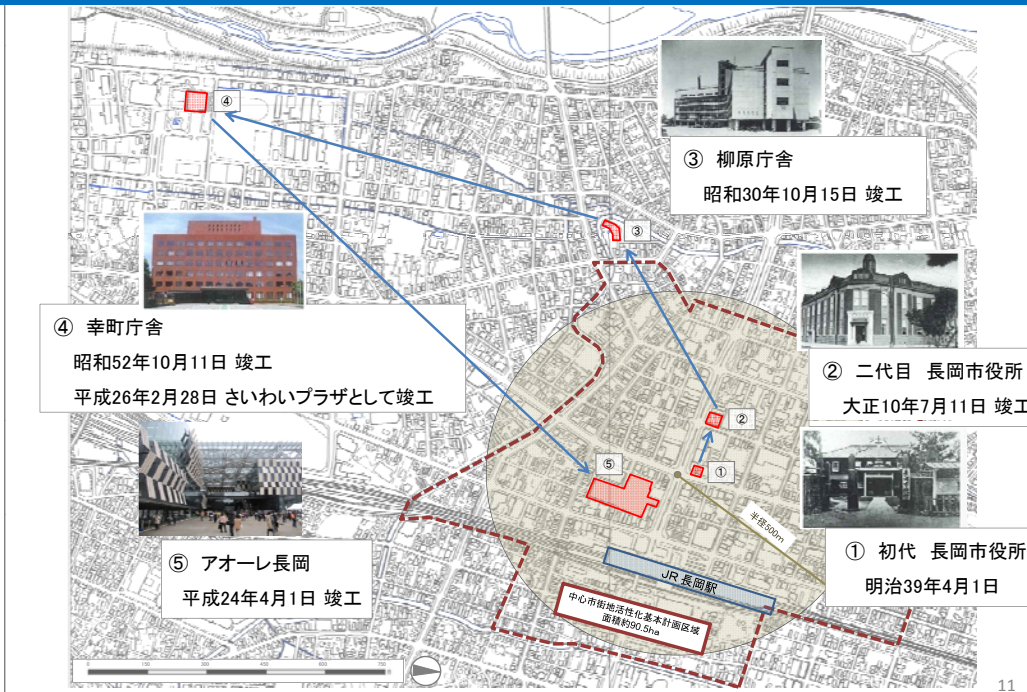 ③ 柳原庁舎
昭和30年10月15日 竣工
④
③
② 二代目 長岡市役所
大正10年7月11日 竣工
④ 幸町庁舎
昭和52年10月11日 竣工
平成26年2月28日 さいわいプラザとして竣工
②
①
⑤
半径500m
① 初代 長岡市役所
明治39年4月1日
⑤ アオーレ長岡
平成24年4月1日 竣工
JR 長岡駅
中心市街地活性化基本計画区域
面積約90.5ha
0 150 300 450 600 750
11